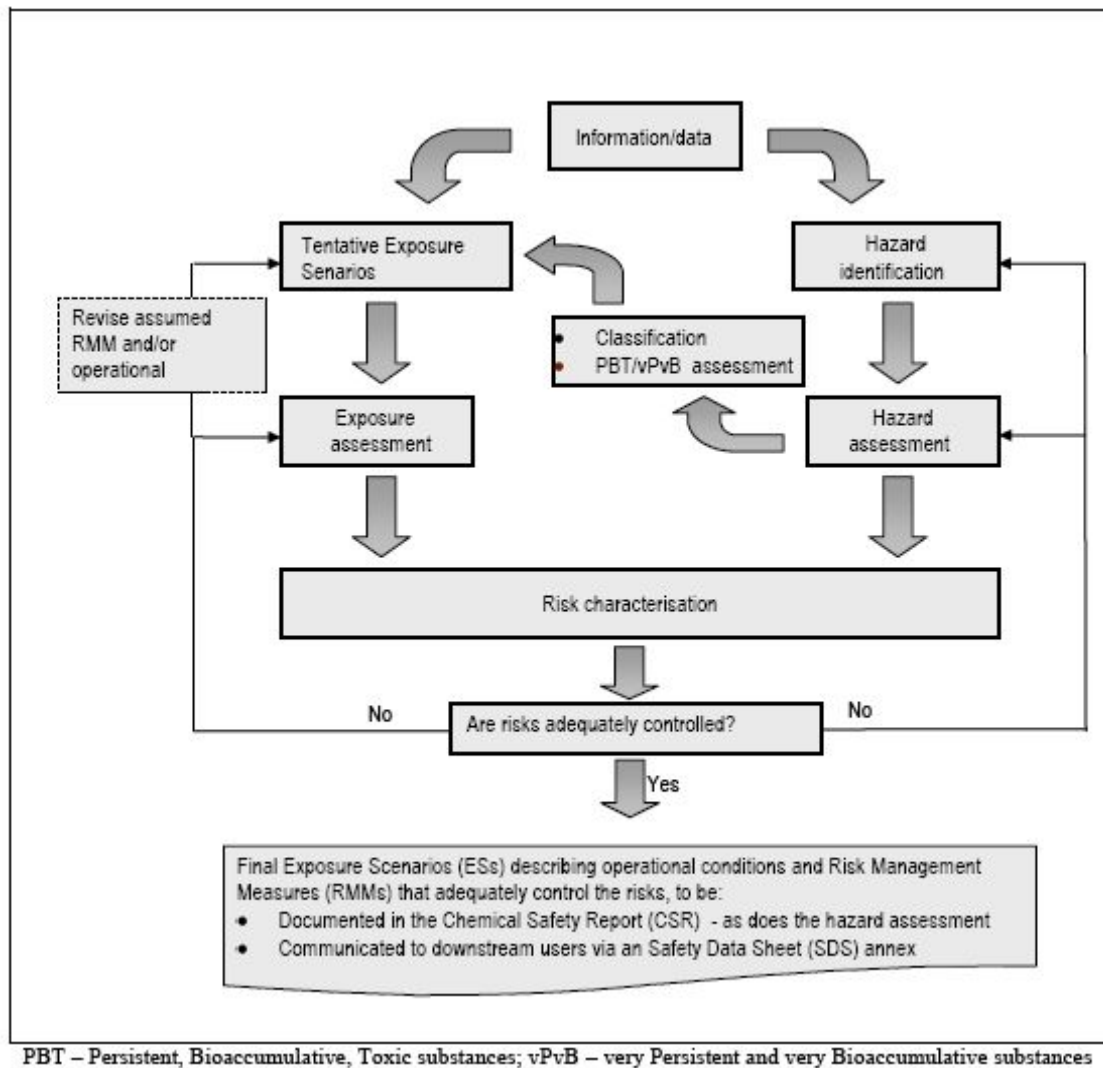 Information/data
Tentative Exposure
Senarios
Hazard
identification
Revise assumed
RMM and/or
operational
• Classification
• PBT/vPvB assessment
Exposure
assessment
Hazard
assessment
Risk characterisation
No
Are risks adequately controlled?
No
Yes
Final Exposure Scenarios (ESs) describing operational conditions and Risk Management
Measures (RMMs) that adequately control the risks, to be:
• Documented in the Chemical Safety Report (CSR) - as does the hazard assessment
• Communicated to downstream users via an Safety Data Sheet (SDS) annex
PBT – Persistent, Bioaccumulative, Toxic substances; vPvB – very Persistent and very Bioaccumulative substances